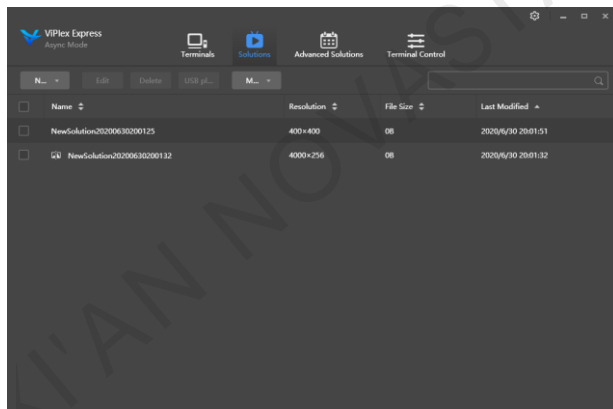 ViPlex Express
Async Mode
Terminals
Solutions
Advanced Solutions
Terminal Control
N...
Edit
Delete
USB pl...
M...
Name
Resolution
File Size
Last Modified
NewSolution20200630200125
400×400
0B
2020/6/30 20:01:51
NewSolution20200630200132
4000×256
0B
2020/6/30 20:01:32
XI'AN NOVASTA